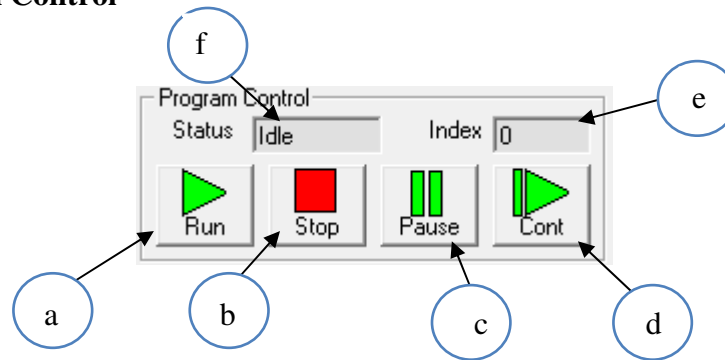 Control
f
e
Program Control
Status Idle Index 0
Run Stop Pause Cont
a b c d